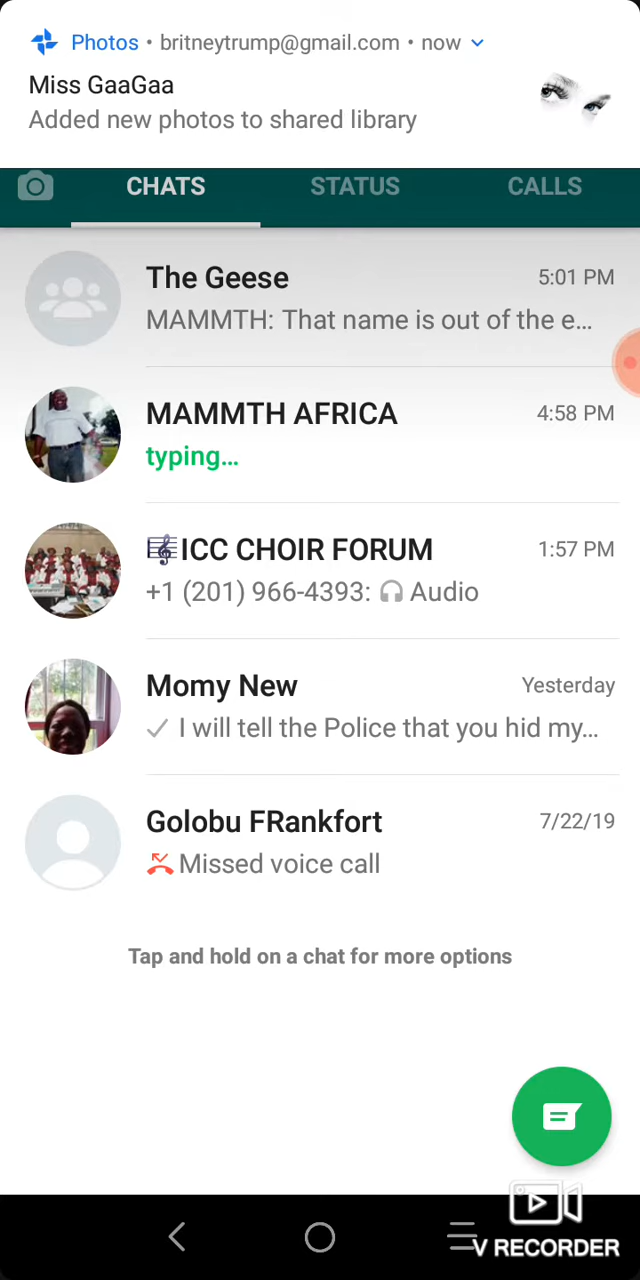 Photos • britneytrump@gmail.com • now
Miss GaaGaa
Added new photos to shared library
CHATS STATUS CALLS
The Geese 5:01 PM
MAMMTH: That name is out of the e...
MAMMTH AFRICA 4:58 PM
typing...
🎼ICC CHOIR FORUM 1:57 PM
+1 (201) 966-4393: 🎧 Audio
Momy New Yesterday
✓ I will tell the Police that you hid my...
Golobu FRankfort 7/22/19
Missed voice call
Tap and hold on a chat for more options
V RECORDER